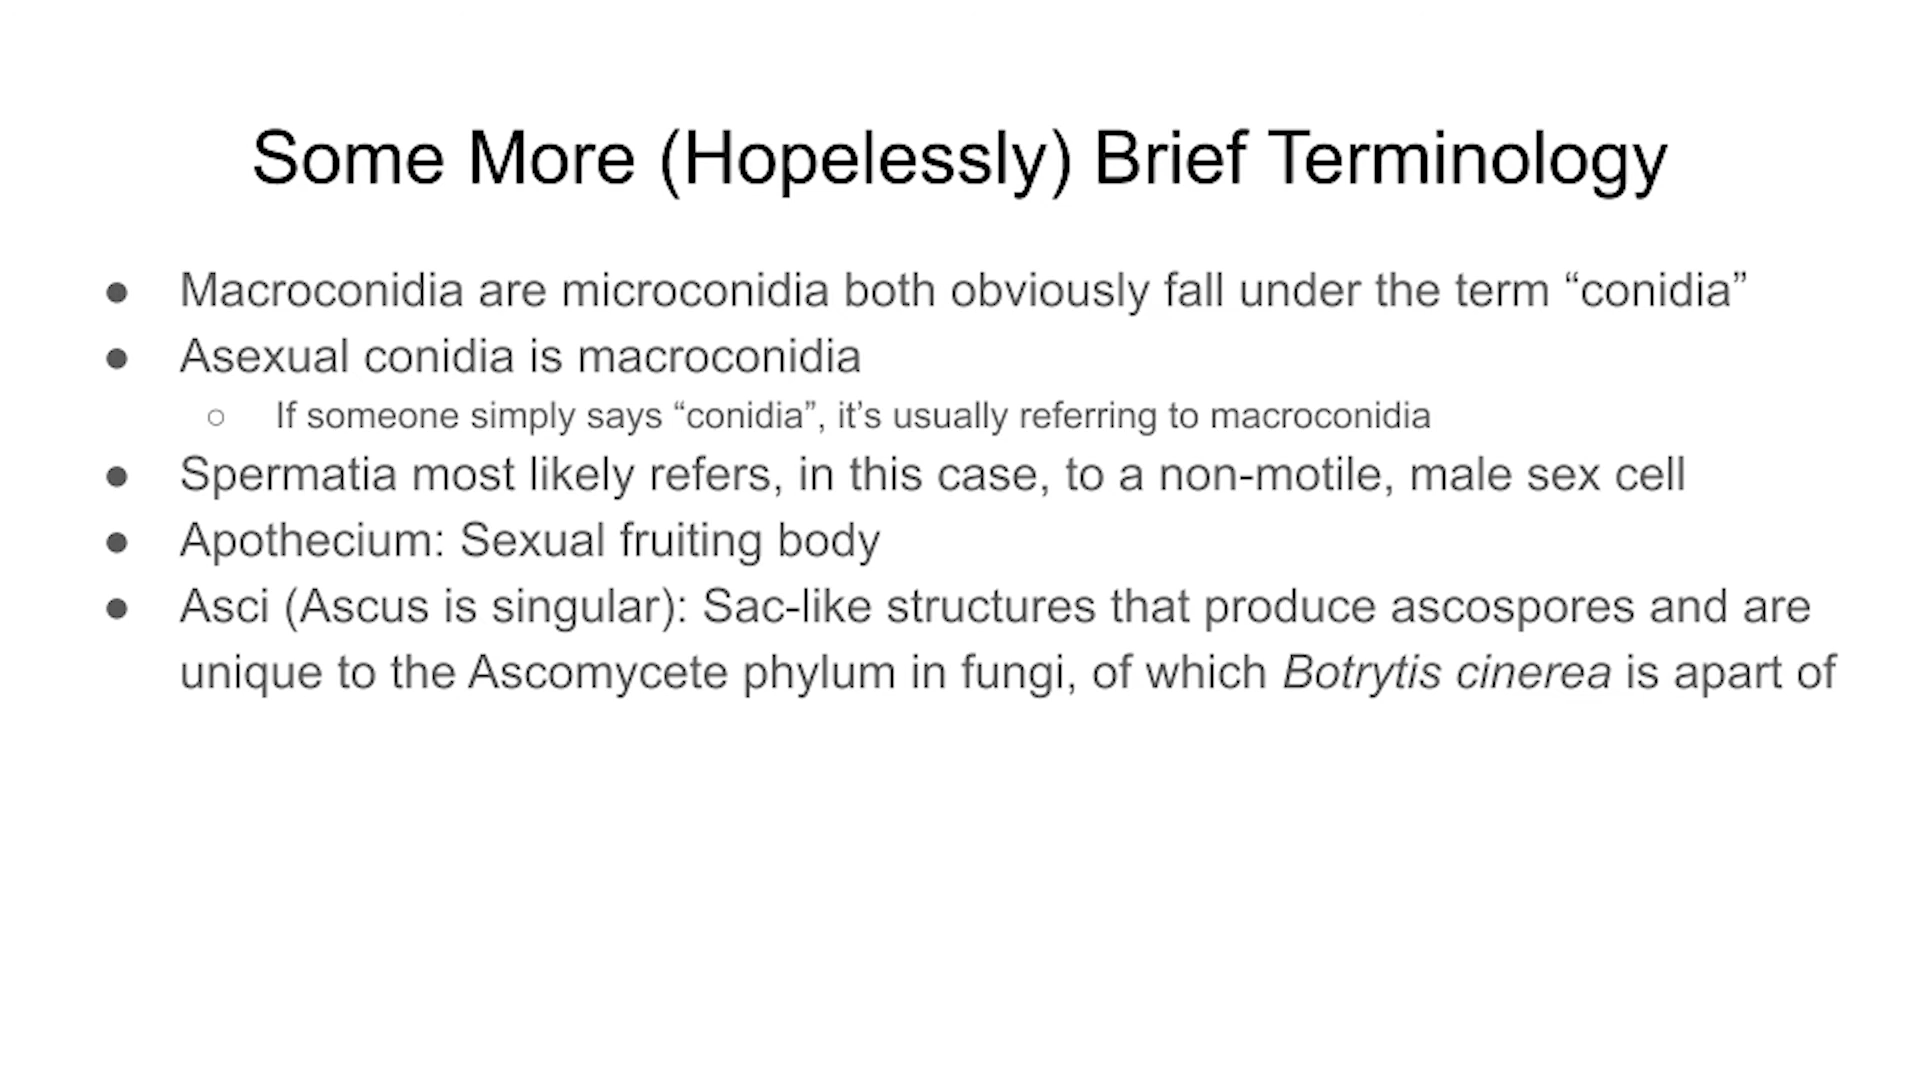 Some More (Hopelessly) Brief Terminology
● Macroconidia are microconidia both obviously fall under the term “conidia”
● Asexual conidia is macroconidia
○ If someone simply says “conidia”, it’s usually referring to macroconidia
● Spermatia most likely refers, in this case, to a non-motile, male sex cell
● Apothecium: Sexual fruiting body
● Asci (Ascus is singular): Sac-like structures that produce ascospores and are
unique to the Ascomycete phylum in fungi, of which Botrytis cinerea is apart of